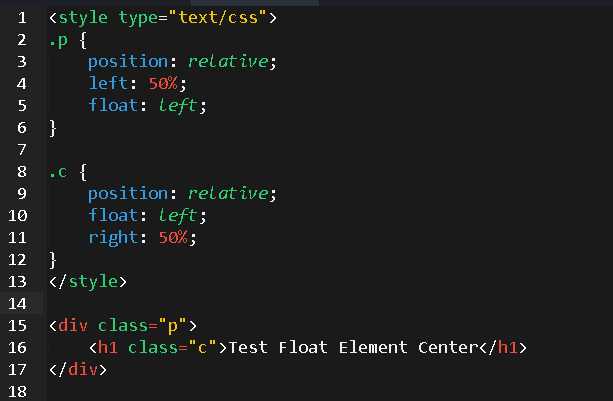 1 <style type="text/css">
2 .p {
3     position: relative;
4     left: 50%;
5     float: left;
6 }
7
8 .c {
9     position: relative;
10     float: left;
11     right: 50%;
12 }
13 </style>
14
15 <div class="p">
16     <h1 class="c">Test Float Element Center</h1>
17 </div>
18